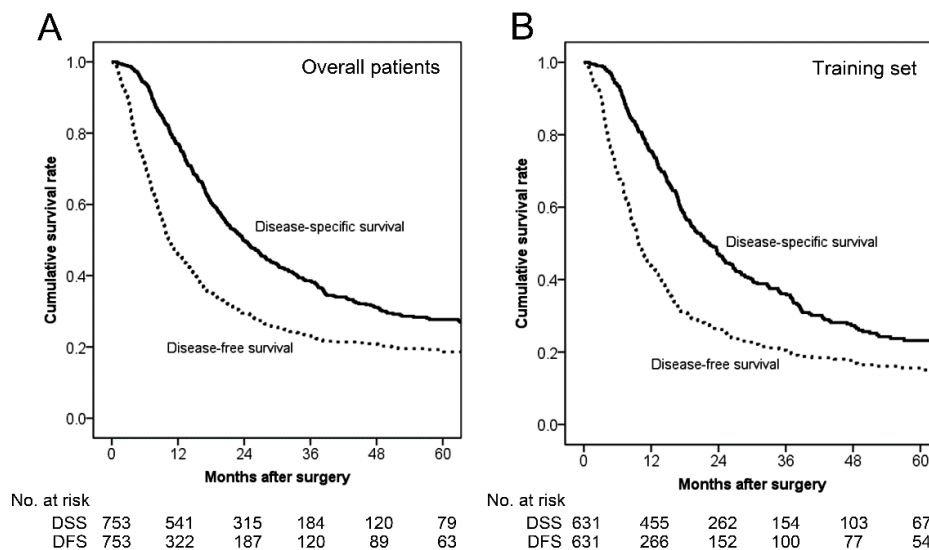 A
Overall patients
Cumulative survival rate
1.0
0.8
0.6
0.4
0.2
0.0
Disease-specific survival
Disease-free survival
0 12 24 36 48 60
Months after surgery
No. at risk
DSS 753 541 315 184 120 79
DFS 753 322 187 120 89 63
B
Training set
Cumulative survival rate
1.0
0.8
0.6
0.4
0.2
0.0
Disease-specific survival
Disease-free survival
0 12 24 36 48 60
Months after surgery
No. at risk
DSS 631 455 262 154 103 67
DFS 631 266 152 100 77 54